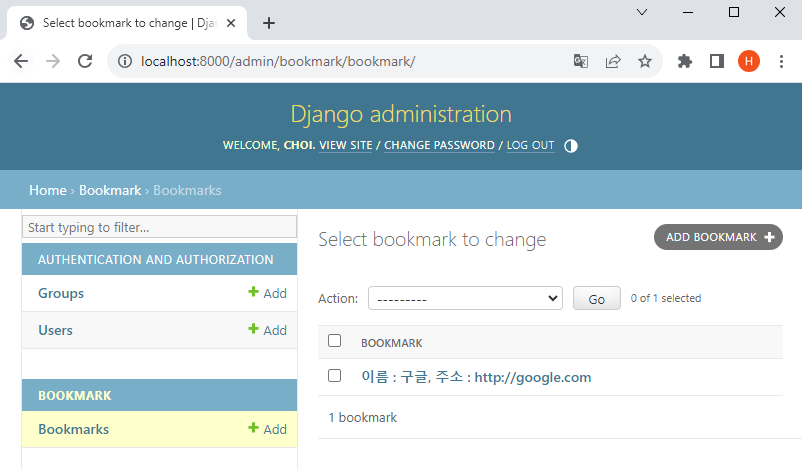 Select bookmark to change | Djan
localhost:8000/admin/bookmark/bookmark/
H
Django administration
WELCOME, CHOI. VIEW SITE / CHANGE PASSWORD / LOG OUT
Home › Bookmark › Bookmarks
Start typing to filter...
AUTHENTICATION AND AUTHORIZATION
Groups + Add
Users + Add
BOOKMARK
Bookmarks + Add
Select bookmark to change
ADD BOOKMARK +
Action: --------- Go 0 of 1 selected
BOOKMARK
이름 : 구글, 주소 : http://google.com
1 bookmark